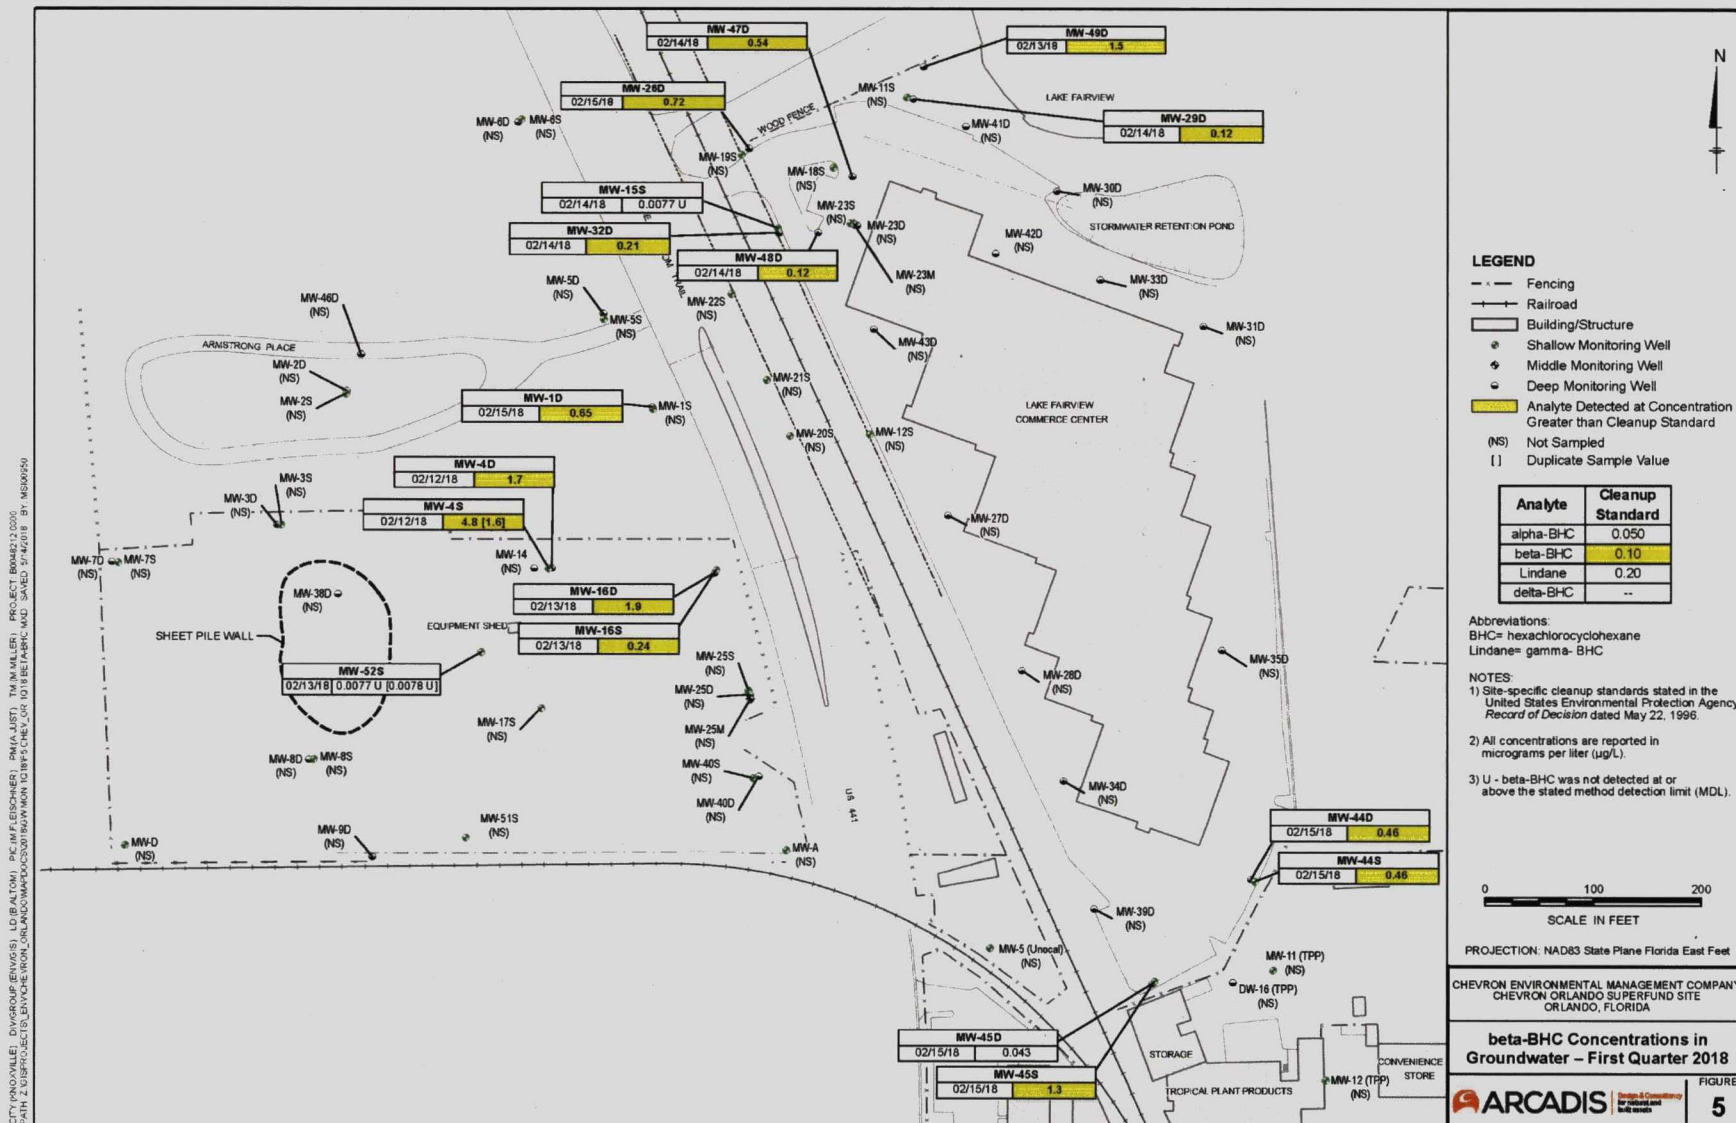 MW-47D
02/14/18 0.54
MW-49D
02/13/18 1.5
MW-26D
02/15/18 0.72
MW-11S
(NS)
LAKE FAIRVIEW
MW-29D
02/14/18 0.12
MW-6D
(NS)
MW-6S
(NS)
WOOD FENCE
MW-41D
(NS)
MW-19S
(NS)
MW-18S
(NS)
MW-15S
02/14/18 0.0077 U
MW-30D
(NS)
MW-23S
(NS)
MW-23D
(NS)
STORMWATER RETENTION POND
MW-32D
02/14/18 0.21
MW-42D
(NS)
MW-48D
02/14/18 0.12
MW-23M
(NS)
MW-33D
(NS)
TRAIL
MW-5D
(NS)
MW-22S
(NS)
MW-46D
(NS)
MW-5S
(NS)
MW-31D
(NS)
MW-43D
(NS)
ARMSTRONG PLACE
MW-2D
(NS)
MW-2S
(NS)
MW-21S
(NS)
MW-1D
02/15/18 0.65
MW-1S
(NS)
LAKE FAIRVIEW
COMMERCE CENTER
MW-20S
(NS)
MW-12S
(NS)
MW-4D
02/12/18 1.7
MW-3S
(NS)
MW-3D
(NS)
MW-4S
02/12/18 4.8 [1.6]
MW-27D
(NS)
MW-7D
(NS)
MW-7S
(NS)
MW-14
(NS)
MW-38D
(NS)
MW-16D
02/13/18 1.9
SHEET PILE WALL
EQUIPMENT SHED
MW-16S
02/13/18 0.24
MW-52S
02/13/18 0.0077 U [0.0078 U]
MW-25S
(NS)
MW-25D
(NS)
MW-25M
(NS)
MW-35D
(NS)
MW-28D
(NS)
MW-17S
(NS)
MW-8D
(NS)
MW-8S
(NS)
MW-40S
(NS)
MW-40D
(NS)
US 441
MW-34D
(NS)
MW-51S
(NS)
MW-9D
(NS)
MW-D
(NS)
MW-A
(NS)
MW-44D
02/15/18 0.46
MW-44S
02/15/18 0.46
MW-39D
(NS)
MW-5 (Unocal)
(NS)
MW-11 (TPP)
(NS)
DW-16 (TPP)
(NS)
MW-45D
02/15/18 0.043
MW-45S
02/15/18 1.3
STORAGE
TROPICAL PLANT PRODUCTS
CONVENIENCE
STORE
MW-12 (TPP)
(NS)
N
LEGEND
Fencing
Railroad
Building/Structure
Shallow Monitoring Well
Middle Monitoring Well
Deep Monitoring Well
Analyte Detected at Concentration
Greater than Cleanup Standard
(NS) Not Sampled
[ ] Duplicate Sample Value
Analyte Cleanup
Standard
alpha-BHC 0.050
beta-BHC 0.10
Lindane 0.20
delta-BHC --
Abbreviations:
BHC= hexachlorocyclohexane
Lindane= gamma- BHC
NOTES:
1) Site-specific cleanup standards stated in the
United States Environmental Protection Agency
Record of Decision dated May 22, 1996.
2) All concentrations are reported in
micrograms per liter (µg/L).
3) U - beta-BHC was not detected at or
above the stated method detection limit (MDL).
0 100 200
SCALE IN FEET
PROJECTION: NAD83 State Plane Florida East Feet
CHEVRON ENVIRONMENTAL MANAGEMENT COMPANY
CHEVRON ORLANDO SUPERFUND SITE
ORLANDO, FLORIDA
beta-BHC Concentrations in
Groundwater – First Quarter 2018
ARCADIS
Design & Consultancy
for natural and
built assets
FIGURE
5